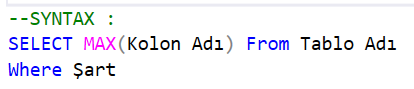 --SYNTAX :
SELECT MAX(Kolon Adı) From Tablo Adı
Where Şart